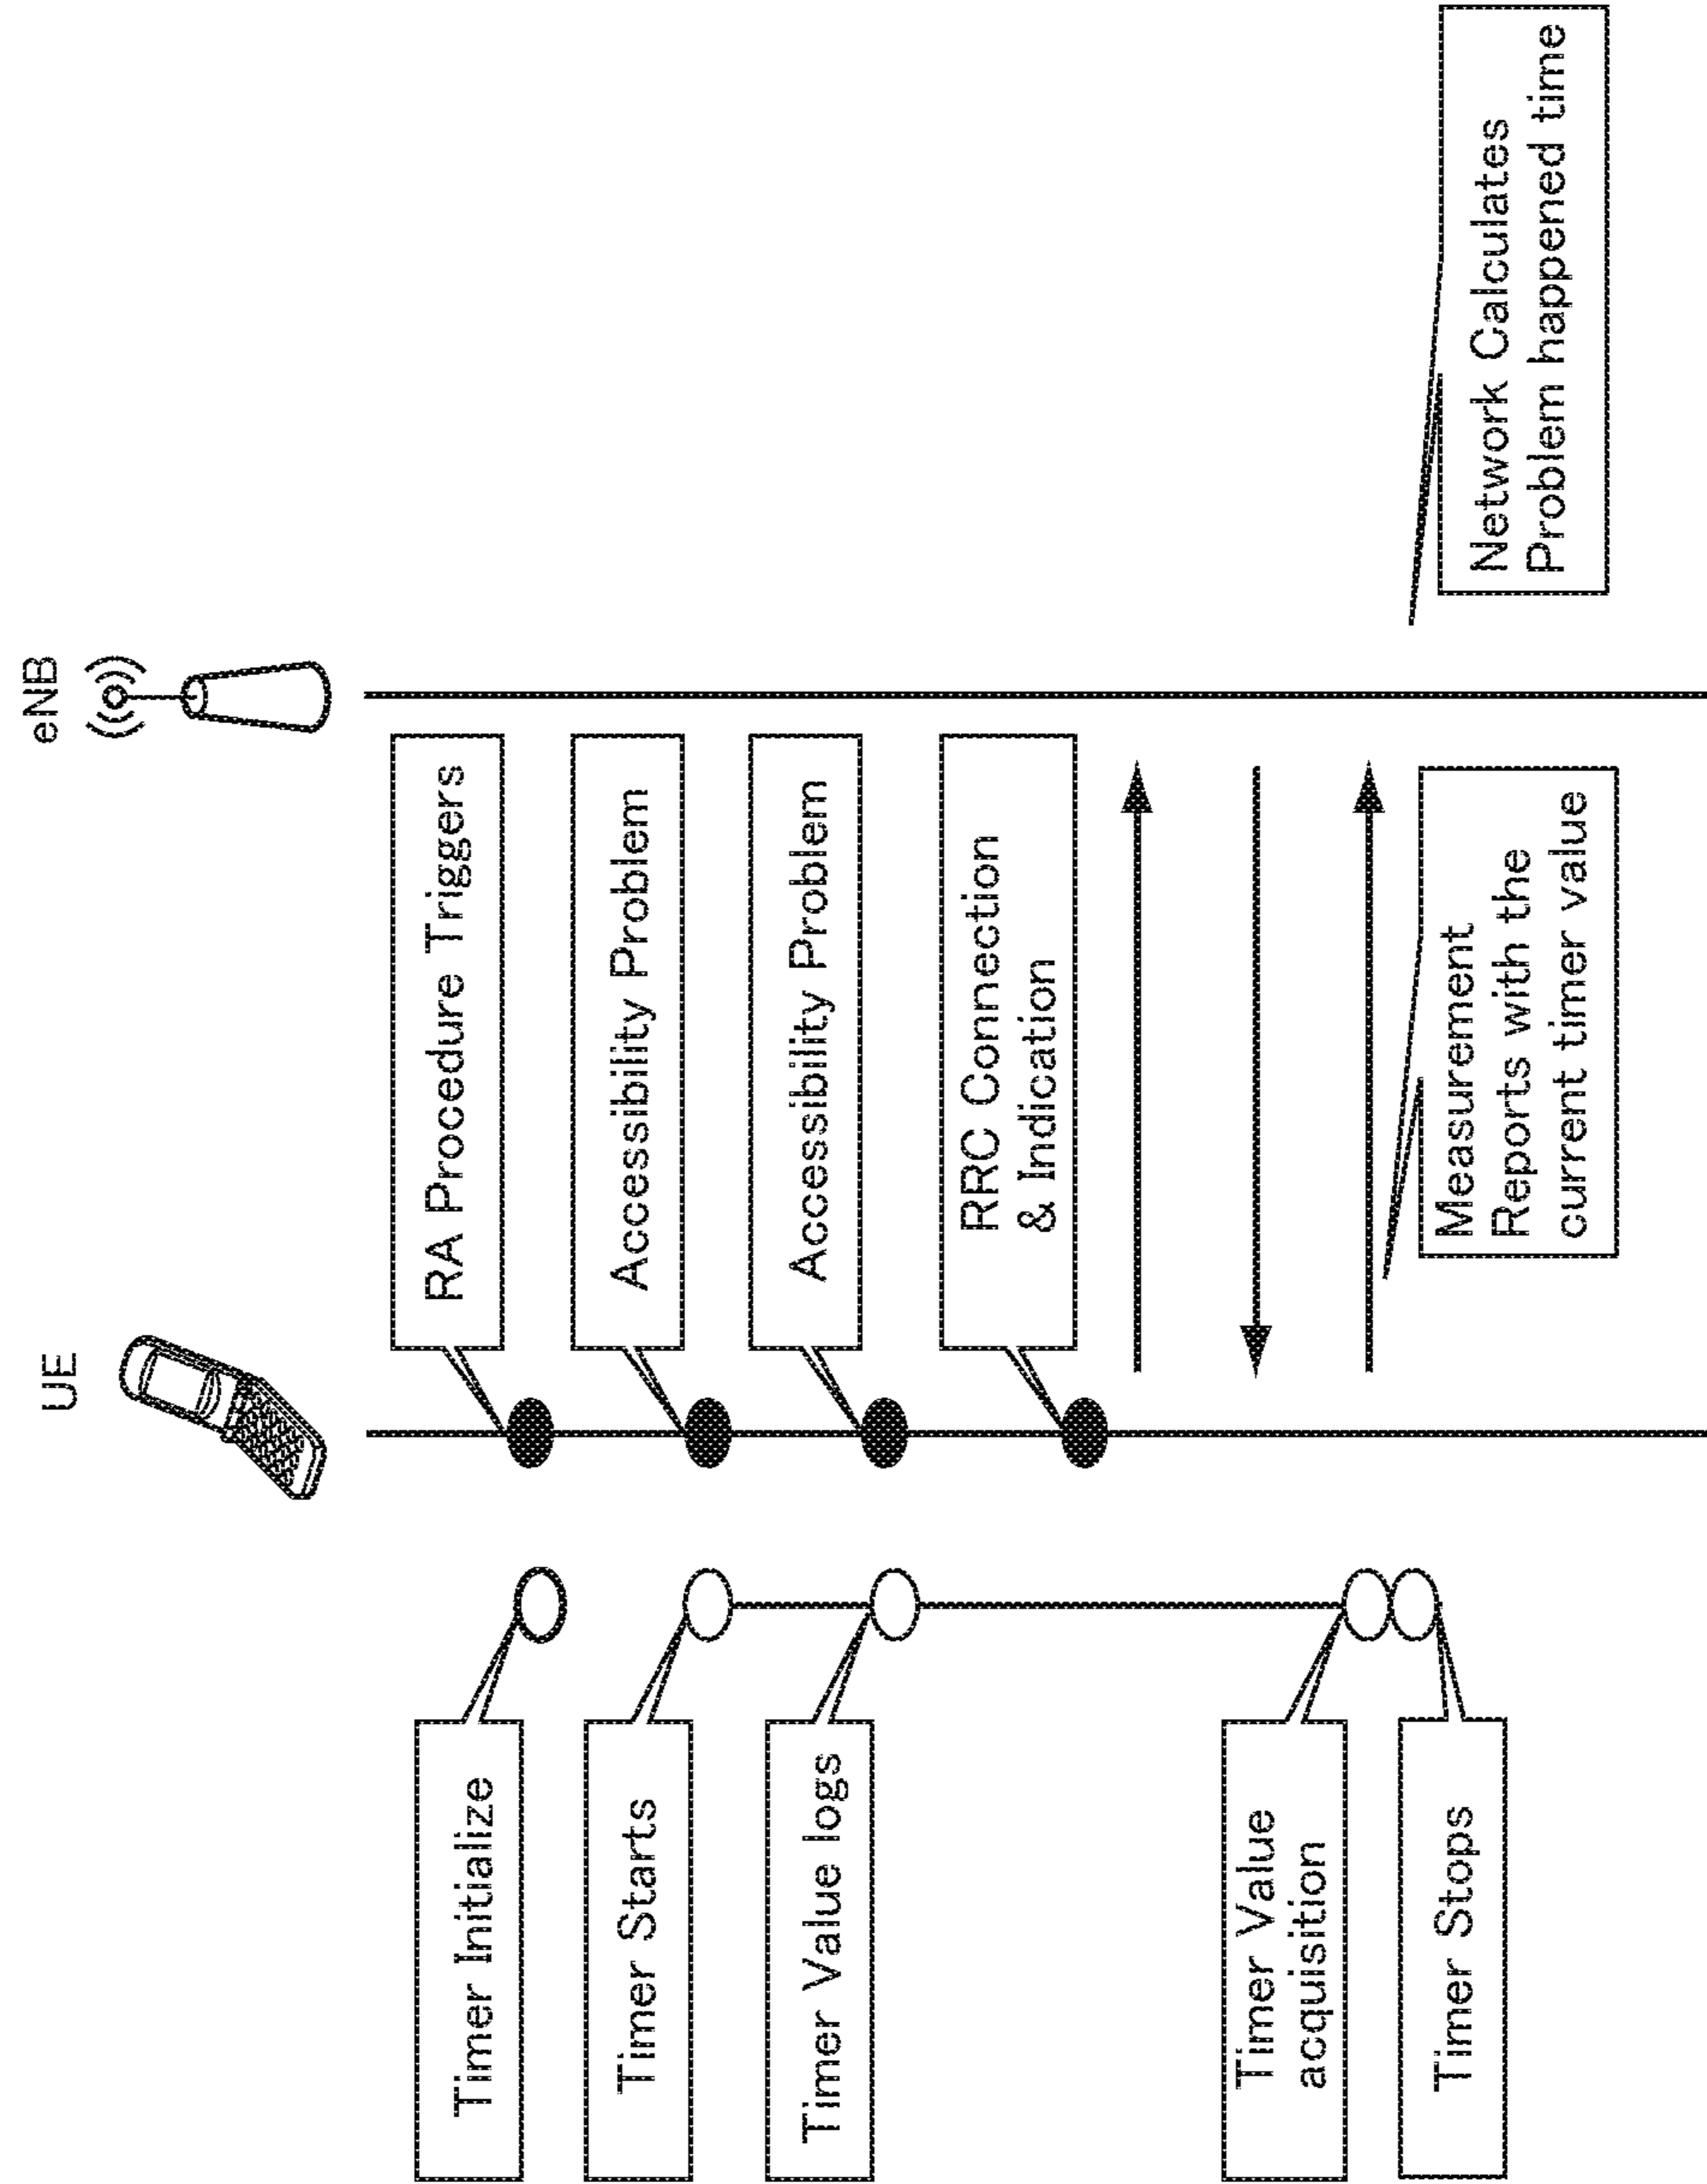 UE
eNB
Timer Initialize
RA Procedure Triggers
Timer Starts
Accessibility Problem
Timer Value logs
Accessibility Problem
RRC Connection
& Indication
Timer Value
acquisition
Timer Stops
Measurement
Reports with the
current timer value
Network Calculates
Problem happened time